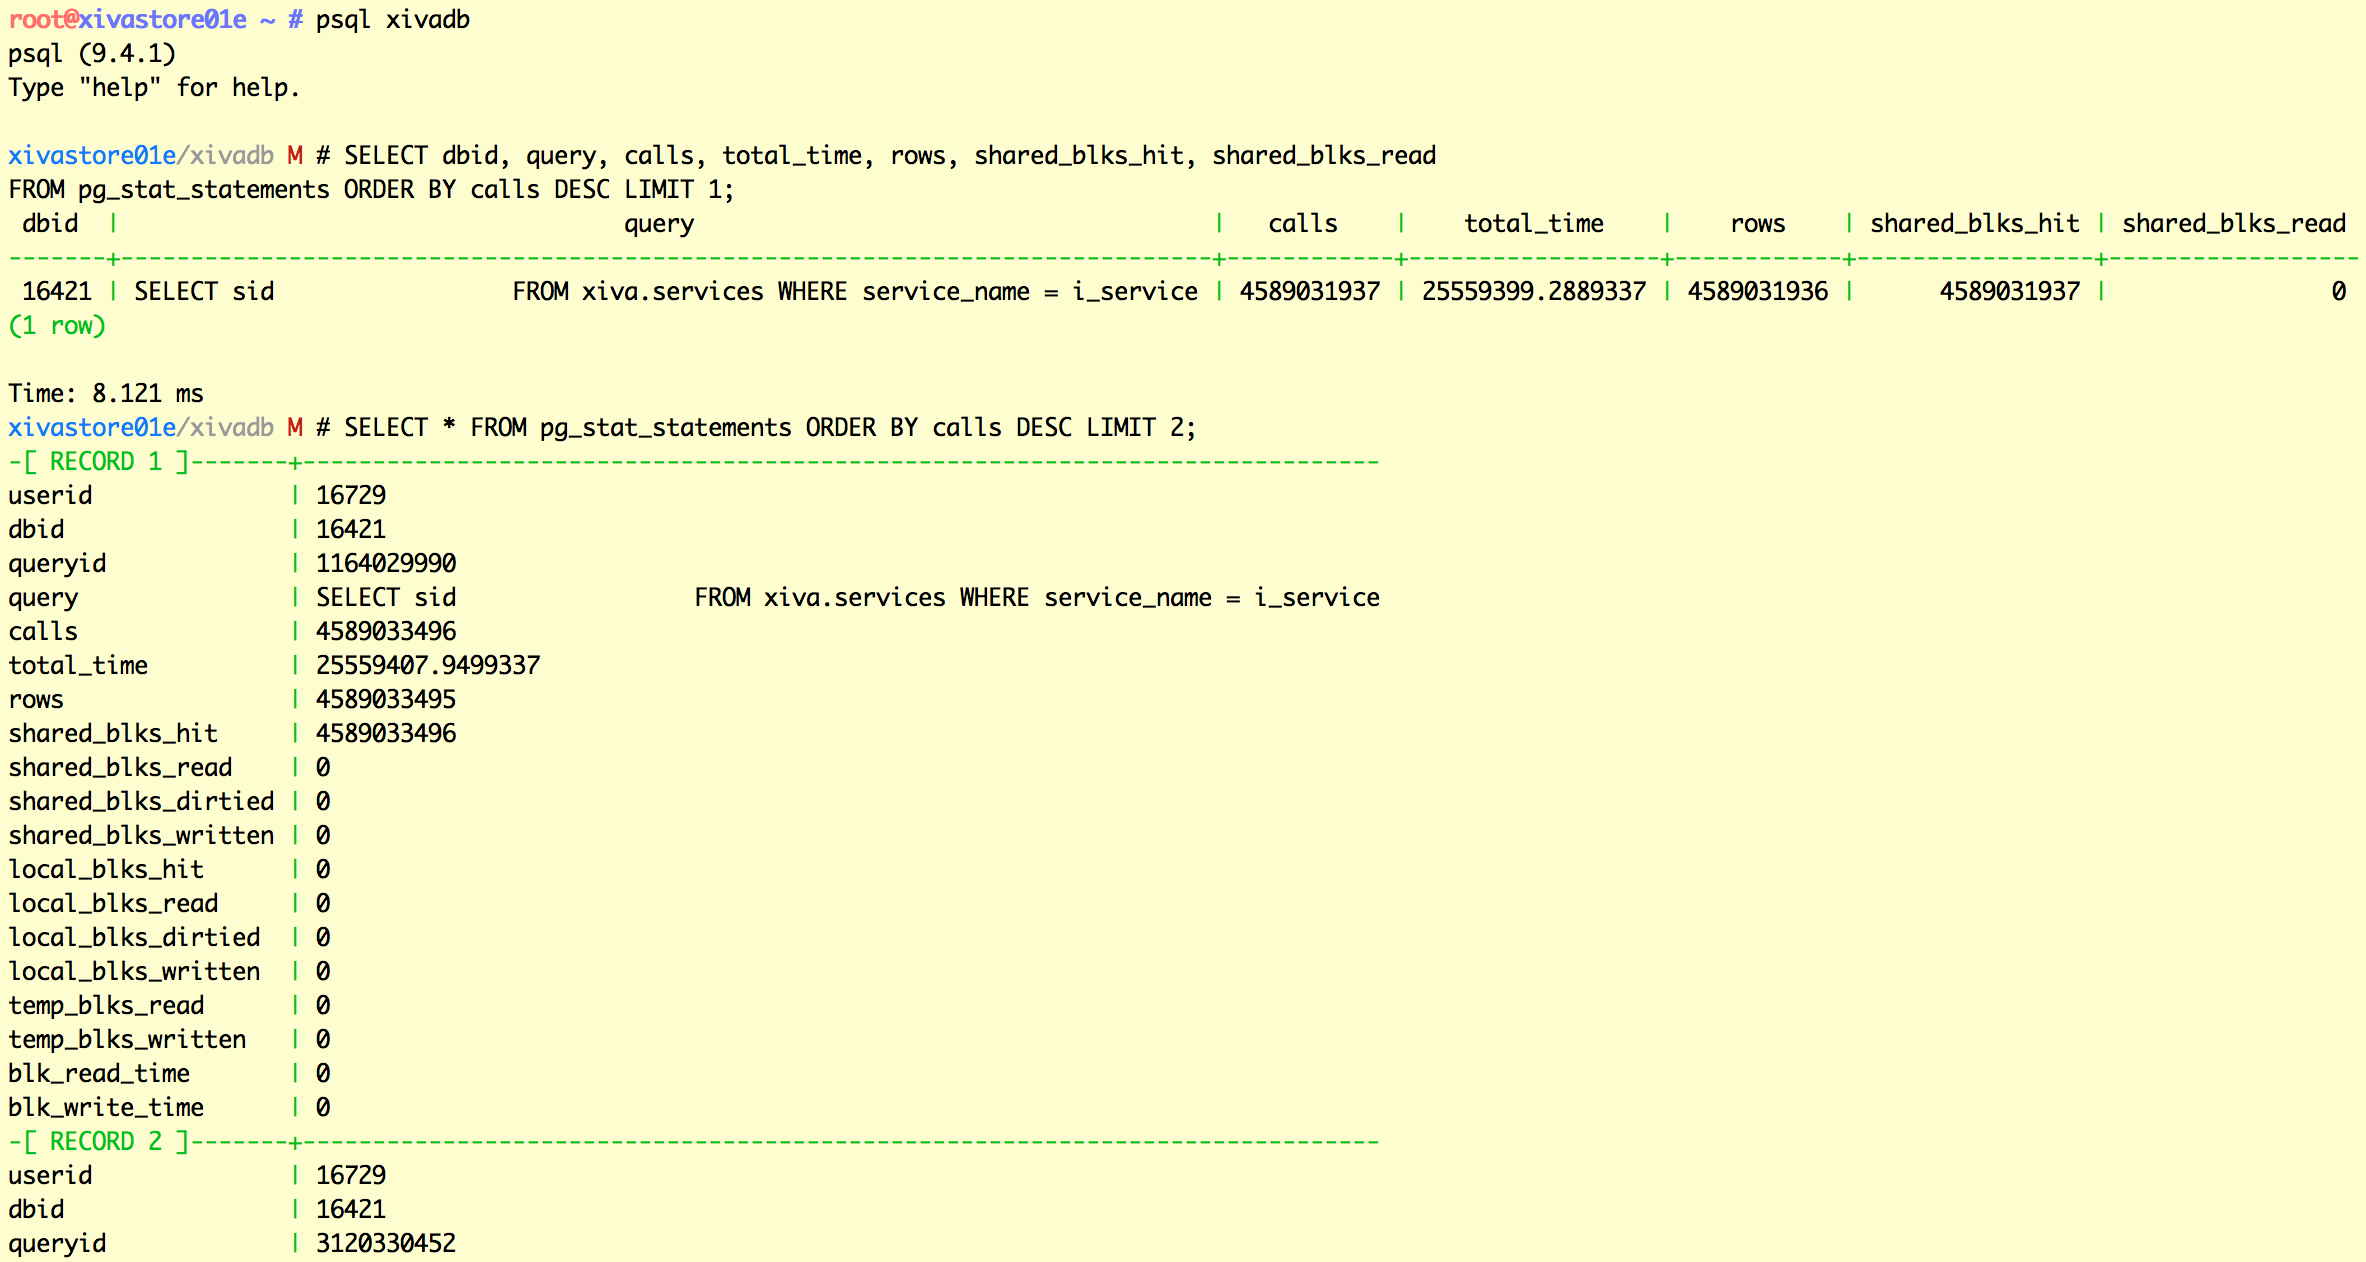 root@xivastore01e ~ # psql xivadb
psql (9.4.1)
Type "help" for help.

xivastore01e/xivadb M # SELECT dbid, query, calls, total_time, rows, shared_blks_hit, shared_blks_read
FROM pg_stat_statements ORDER BY calls DESC LIMIT 1;
 dbid  |                                    query                                     |   calls    |    total_time    |    rows    | shared_blks_hit | shared_blks_read
-------+------------------------------------------------------------------------------+------------+------------------+------------+-----------------+------------------
 16421 | SELECT sid                 FROM xiva.services WHERE service_name = i_service | 4589031937 | 25559399.2889337 | 4589031936 |      4589031937 |                0
(1 row)

Time: 8.121 ms
xivastore01e/xivadb M # SELECT * FROM pg_stat_statements ORDER BY calls DESC LIMIT 2;
-[ RECORD 1 ]-------+-----------------------------------------------------------------------------
userid              | 16729
dbid                | 16421
queryid             | 1164029990
query               | SELECT sid                 FROM xiva.services WHERE service_name = i_service
calls               | 4589033496
total_time          | 25559407.9499337
rows                | 4589033495
shared_blks_hit     | 4589033496
shared_blks_read    | 0
shared_blks_dirtied | 0
shared_blks_written | 0
local_blks_hit      | 0
local_blks_read     | 0
local_blks_dirtied  | 0
local_blks_written  | 0
temp_blks_read      | 0
temp_blks_written   | 0
blk_read_time       | 0
blk_write_time      | 0
-[ RECORD 2 ]-------+-----------------------------------------------------------------------------
userid              | 16729
dbid                | 16421
queryid             | 3120330452